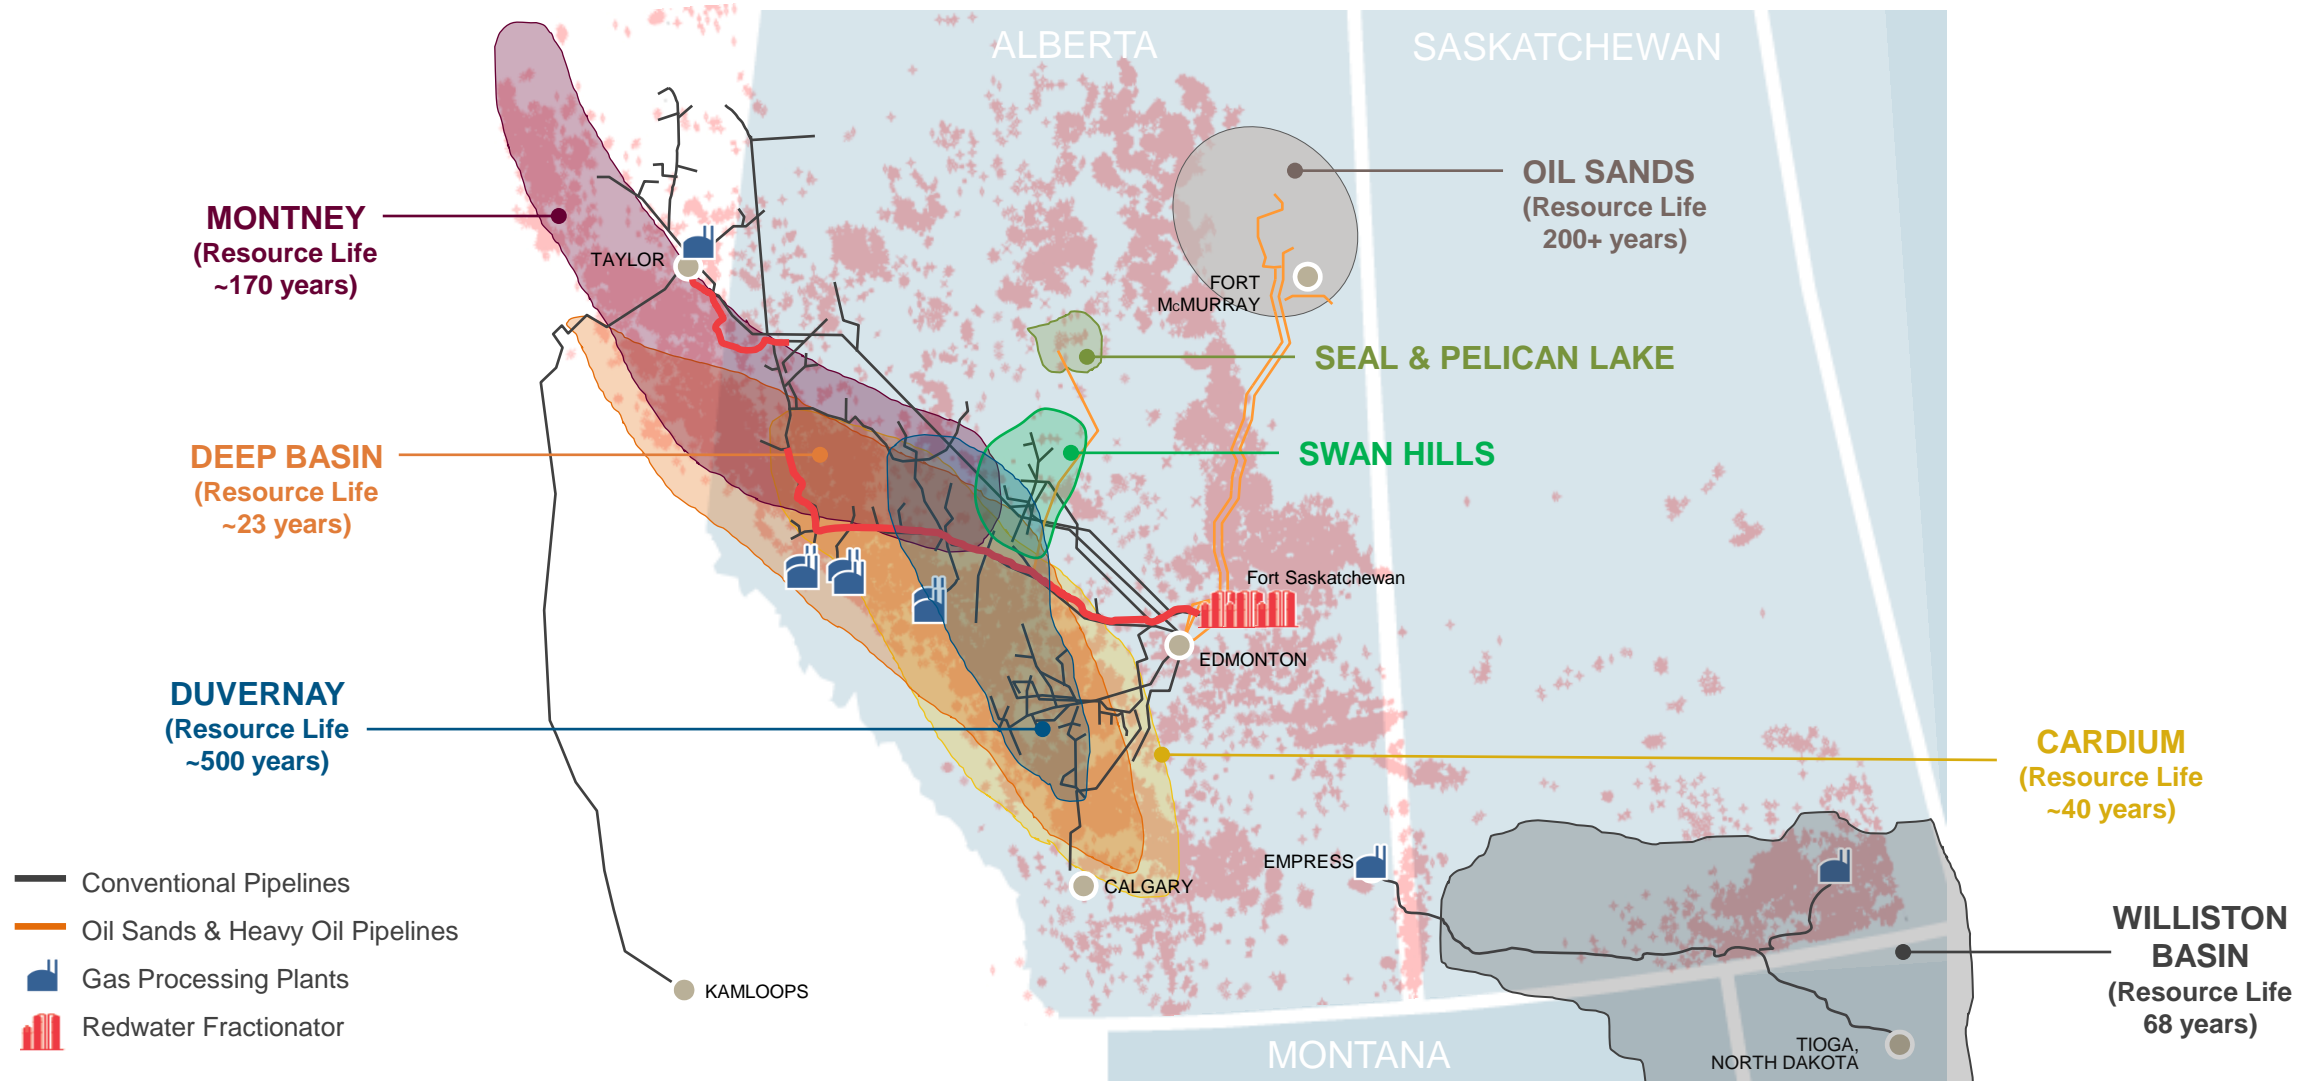 ALBERTA
SASKATCHEWAN
MONTNEY
(Resource Life
~170 years)
TAYLOR
OIL SANDS
(Resource Life
200+ years)
FORT
McMURRAY
SEAL & PELICAN LAKE
DEEP BASIN
(Resource Life
~23 years)
SWAN HILLS
Fort Saskatchewan
EDMONTON
DUVERNAY
(Resource Life
~500 years)
CARDIUM
(Resource Life
~40 years)
EMPRESS
CALGARY
Conventional Pipelines
Oil Sands & Heavy Oil Pipelines
Gas Processing Plants
Redwater Fractionator
KAMLOOPS
WILLISTON
BASIN
(Resource Life
68 years)
MONTANA
TIOGA,
NORTH DAKOTA